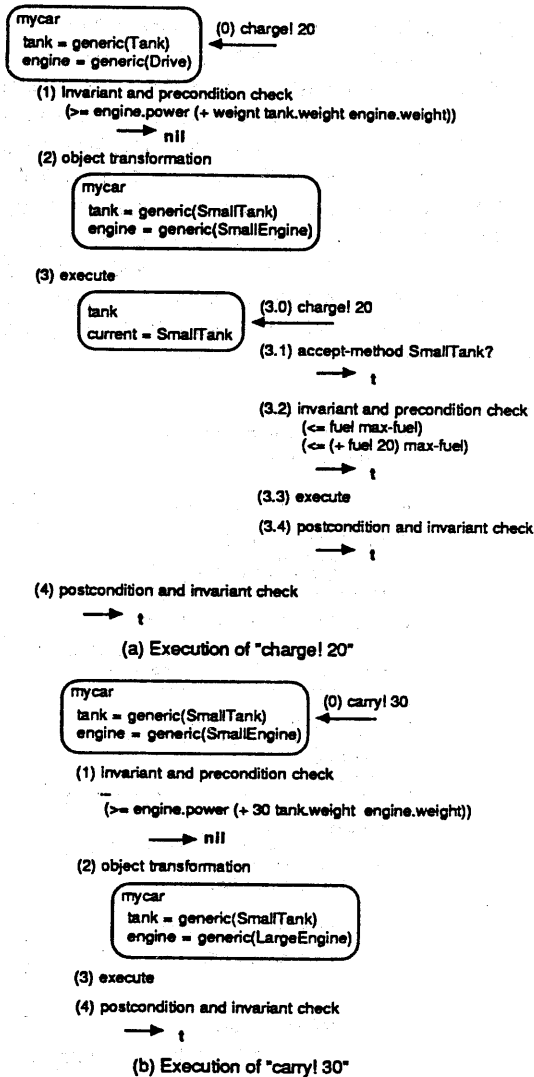 mycar
tank = generic(Tank)
engine = generic(Drive)
(0) charge! 20
(1) Invariant and precondition check
(>= engine.power (+ weignt tank.weight engine.weight))
nil
(2) object transformation
mycar
tank = generic(SmallTank)
engine = generic(SmallEngine)
(3) execute
tank
current = SmallTank
(3.0) charge! 20
(3.1) accept-method SmallTank?
t
(3.2) invariant and precondition check
(<= fuel max-fuel)
(<= (+ fuel 20) max-fuel)
t
(3.3) execute
(3.4) postcondition and invariant check
t
(4) postcondition and invariant check
t
(a) Execution of "charge! 20"
mycar
tank = generic(SmallTank)
engine = generic(SmallEngine)
(0) carry! 30
(1) invariant and precondition check
(>= engine.power (+ 30 tank.weight engine.weight))
nil
(2) object transformation
mycar
tank = generic(SmallTank)
engine = generic(LargeEngine)
(3) execute
(4) postcondition and invariant check
t
(b) Execution of "carry! 30"